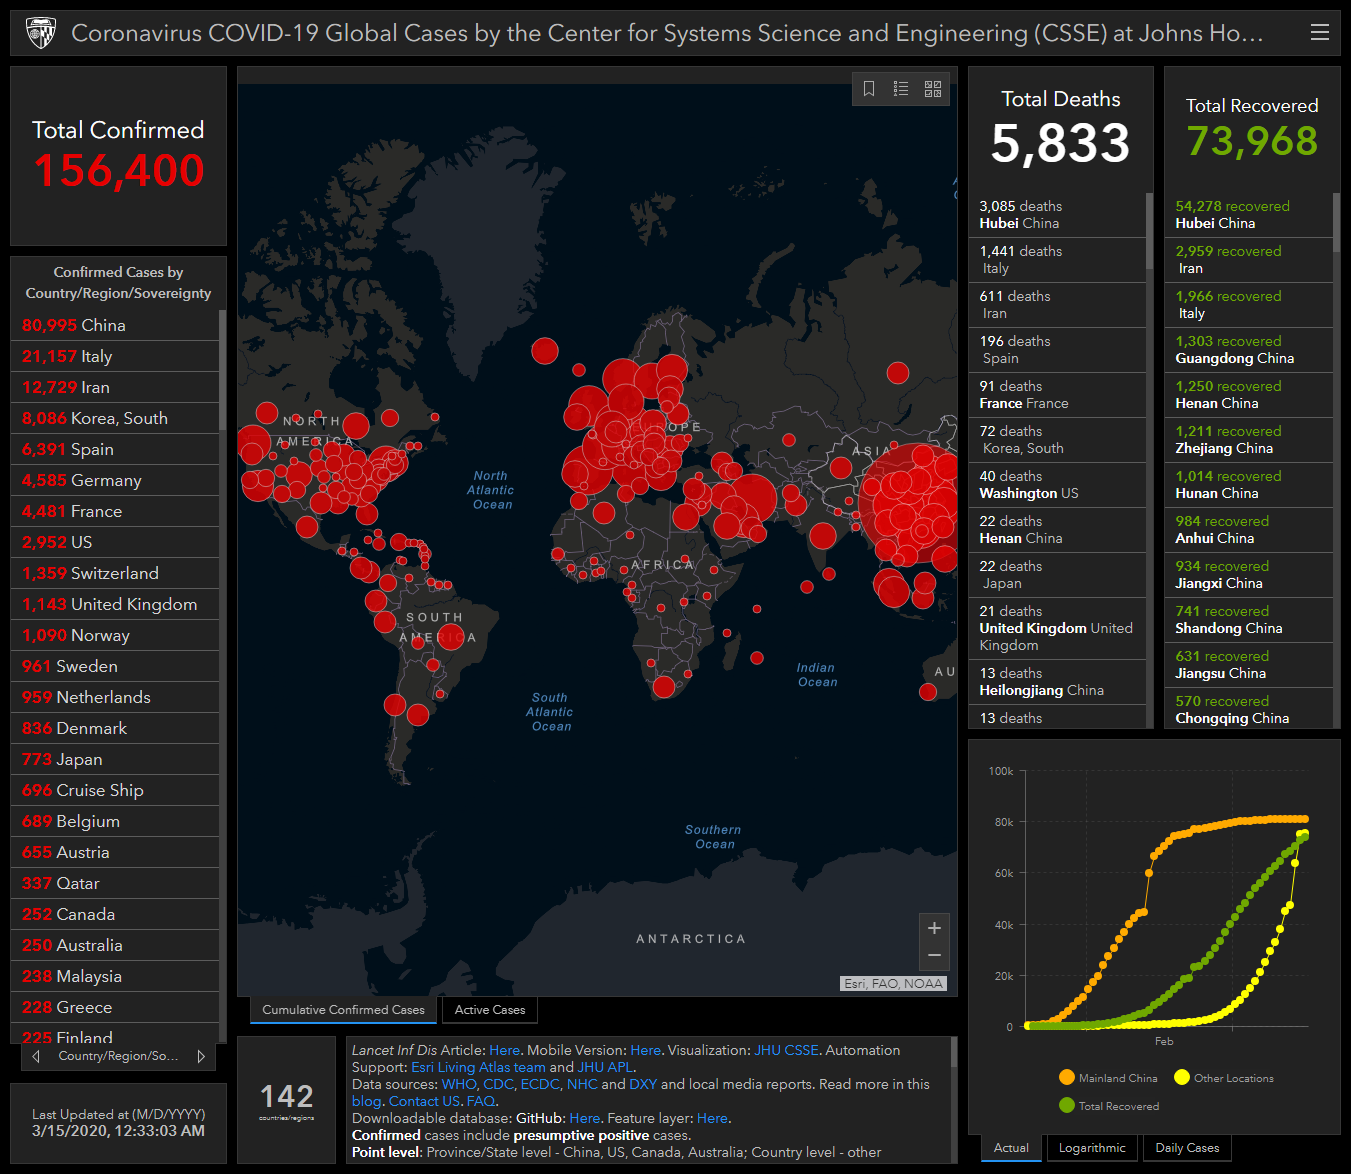 Coronavirus COVID-19 Global Cases by the Center for Systems Science and Engineering (CSSE) at Johns Ho...
Total Confirmed
156,400
Confirmed Cases by
Country/Region/Sovereignty
80,995 China
21,157 Italy
12,729 Iran
8,086 Korea, South
6,391 Spain
4,585 Germany
4,481 France
2,952 US
1,359 Switzerland
1,143 United Kingdom
1,090 Norway
961 Sweden
959 Netherlands
836 Denmark
773 Japan
696 Cruise Ship
689 Belgium
655 Austria
337 Qatar
252 Canada
250 Australia
238 Malaysia
228 Greece
225 Finland
Country/Region/So...
Last Updated at (M/D/YYYY)
3/15/2020, 12:33:03 AM
NORTH
AMERICA
North
Atlantic
Ocean
ASIA
AFRICA
SOUTH
AMERICA
South
Atlantic
Ocean
Indian
Ocean
AU
Southern
Ocean
ANTARCTICA
+
−
Esri, FAO, NOAA
Cumulative Confirmed Cases
Active Cases
142
countries/regions
Lancet Inf Dis Article: Here. Mobile Version: Here. Visualization: JHU CSSE. Automation
Support: Esri Living Atlas team and JHU APL.
Data sources: WHO, CDC, ECDC, NHC and DXY and local media reports. Read more in this
blog. Contact US. FAQ.
Downloadable database: GitHub: Here. Feature layer: Here.
Confirmed cases include presumptive positive cases.
Point level: Province/State level - China, US, Canada, Australia; Country level - other
Total Deaths
5,833
3,085 deaths
Hubei China
1,441 deaths
Italy
611 deaths
Iran
196 deaths
Spain
91 deaths
France France
72 deaths
Korea, South
40 deaths
Washington US
22 deaths
Henan China
22 deaths
Japan
21 deaths
United Kingdom United
Kingdom
13 deaths
Heilongjiang China
13 deaths
Total Recovered
73,968
54,278 recovered
Hubei China
2,959 recovered
Iran
1,966 recovered
Italy
1,303 recovered
Guangdong China
1,250 recovered
Henan China
1,211 recovered
Zhejiang China
1,014 recovered
Hunan China
984 recovered
Anhui China
934 recovered
Jiangxi China
741 recovered
Shandong China
631 recovered
Jiangsu China
570 recovered
Chongqing China
100k
80k
60k
40k
20k
0
Feb
Mainland China
Other Locations
Total Recovered
Actual
Logarithmic
Daily Cases